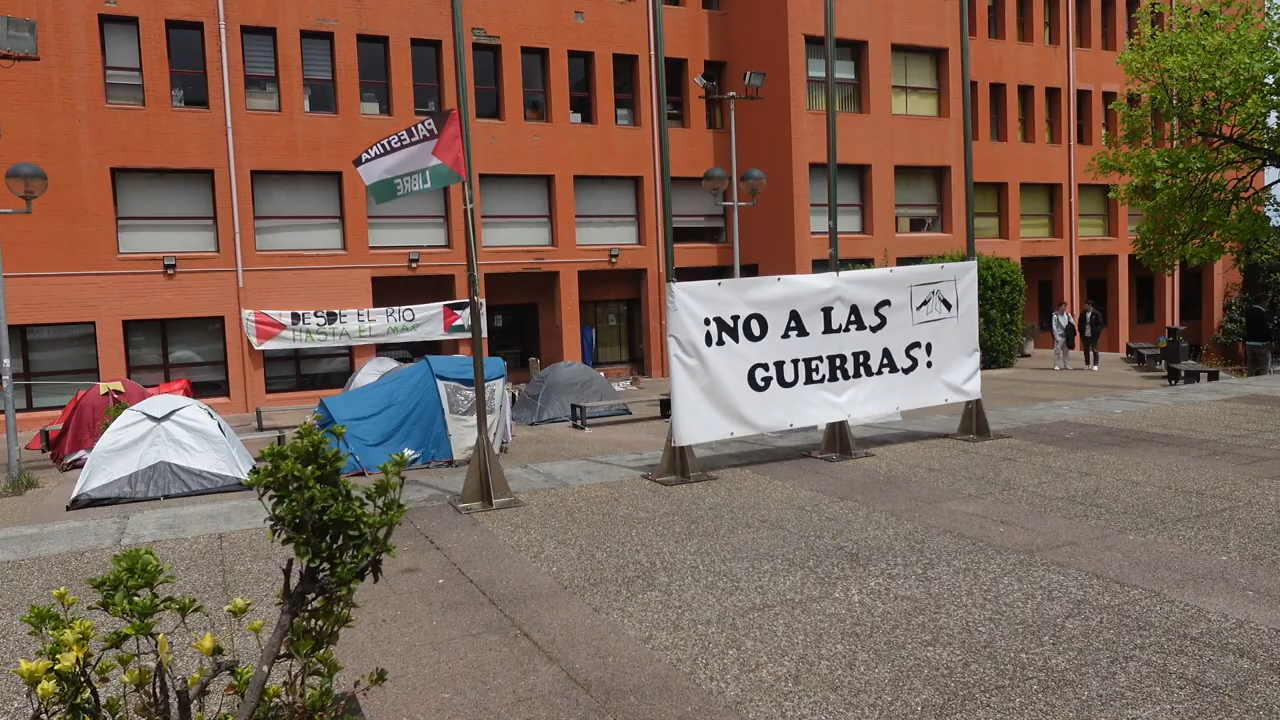 PALESTINA
LIBRE
DESDE EL RIO
HASTA EL MAR
¡NO A LAS
GUERRAS!